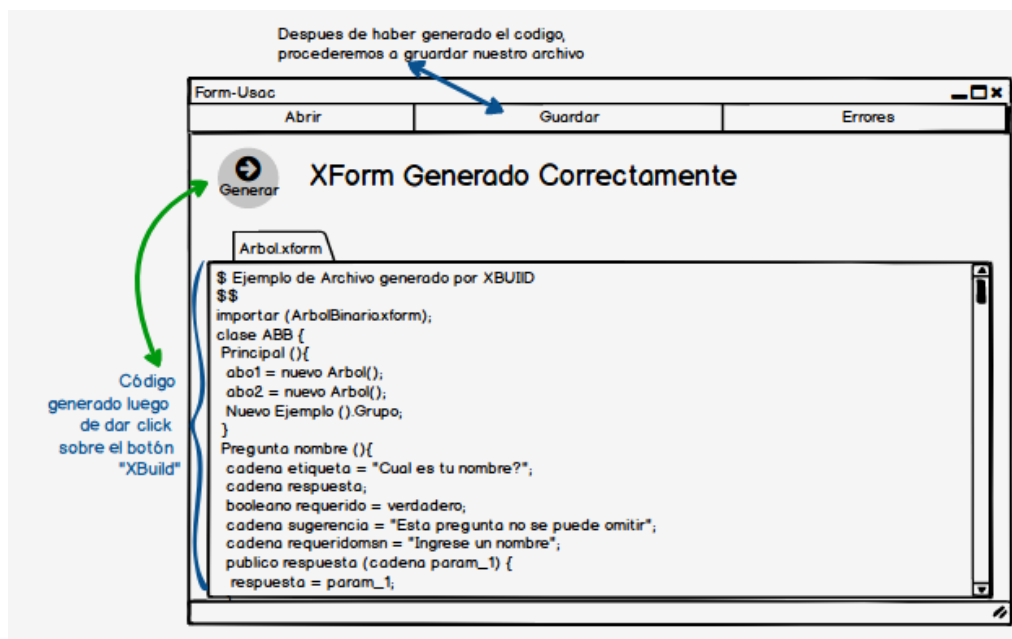 Despues de haber generado el codigo,
procederemos a gruardar nuestro archivo
Form-Usac
Abrir
Guardar
Errores
Generar
XForm Generado Correctamente
Arbol.xform
$ Ejemplo de Archivo generado por XBUIlD
$$
importar (ArbolBinario.xform);
clase ABB {
Principal (){
abo1 = nuevo Arbol();
abo2 = nuevo Arbol();
Nuevo Ejemplo ().Grupo;
}
Pregunta nombre (){
cadena etiqueta = "Cual es tu nombre?";
cadena respuesta;
booleano requerido = verdadero;
cadena sugerencia = "Esta pregunta no se puede omitir";
cadena requeridomsn = "Ingrese un nombre";
publico respuesta (cadena param_1) {
respuesta = param_1;
Código
generado luego
de dar click
sobre el botón
"XBuild"